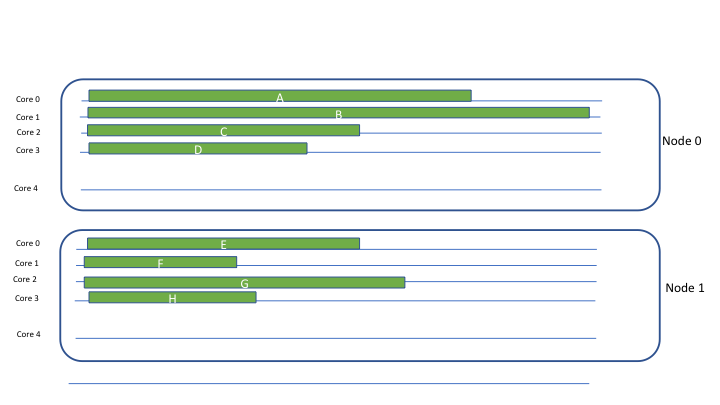 Core 0
A
Core 1
B
Core 2
C
Core 3
D
Node 0
Core 4
Core 0
E
Core 1
F
Core 2
G
Core 3
H
Node 1
Core 4